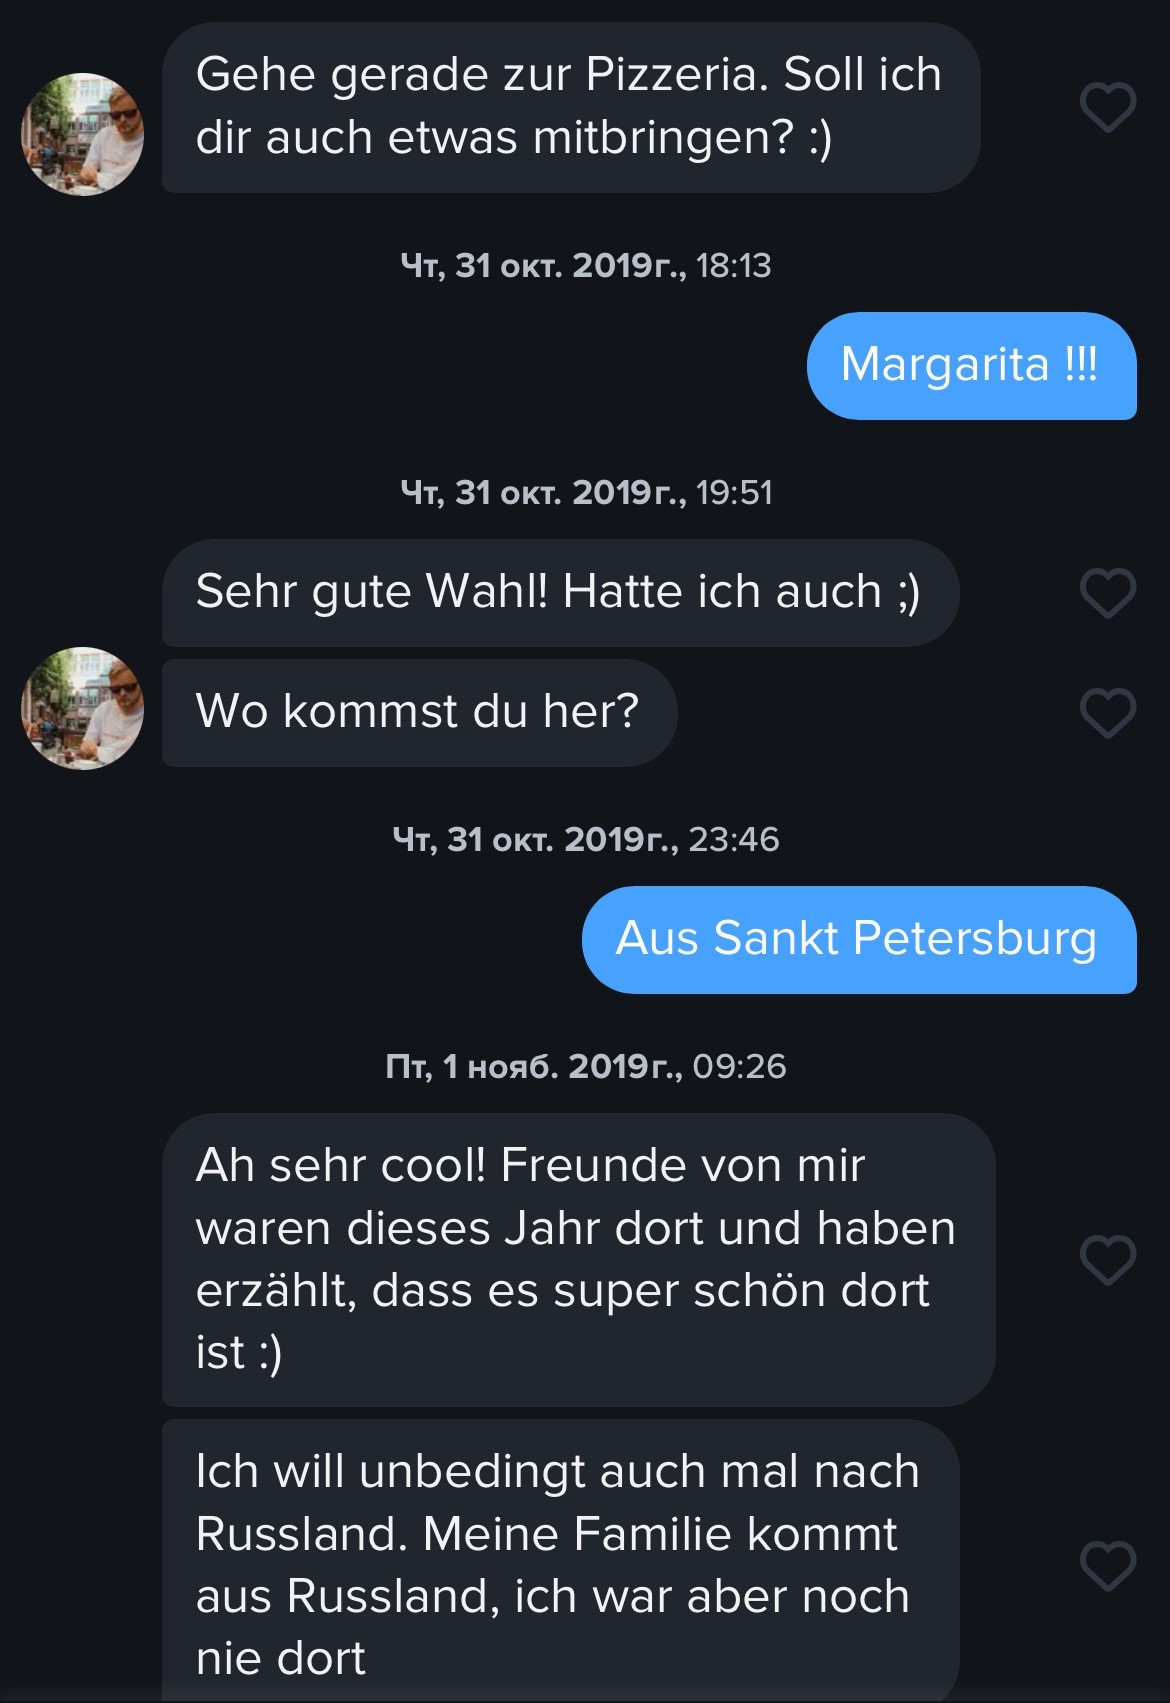 Gehe gerade zur Pizzeria. Soll ich
dir auch etwas mitbringen? :)
Чт, 31 окт. 2019г., 18:13
Margarita !!!
Чт, 31 окт. 2019г., 19:51
Sehr gute Wahl! Hatte ich auch ;)
Wo kommst du her?
Чт, 31 окт. 2019г., 23:46
Aus Sankt Petersburg
Пт, 1 нояб. 2019г., 09:26
Ah sehr cool! Freunde von mir
waren dieses Jahr dort und haben
erzählt, dass es super schön dort
ist :)
Ich will unbedingt auch mal nach
Russland. Meine Familie kommt
aus Russland, ich war aber noch
nie dort